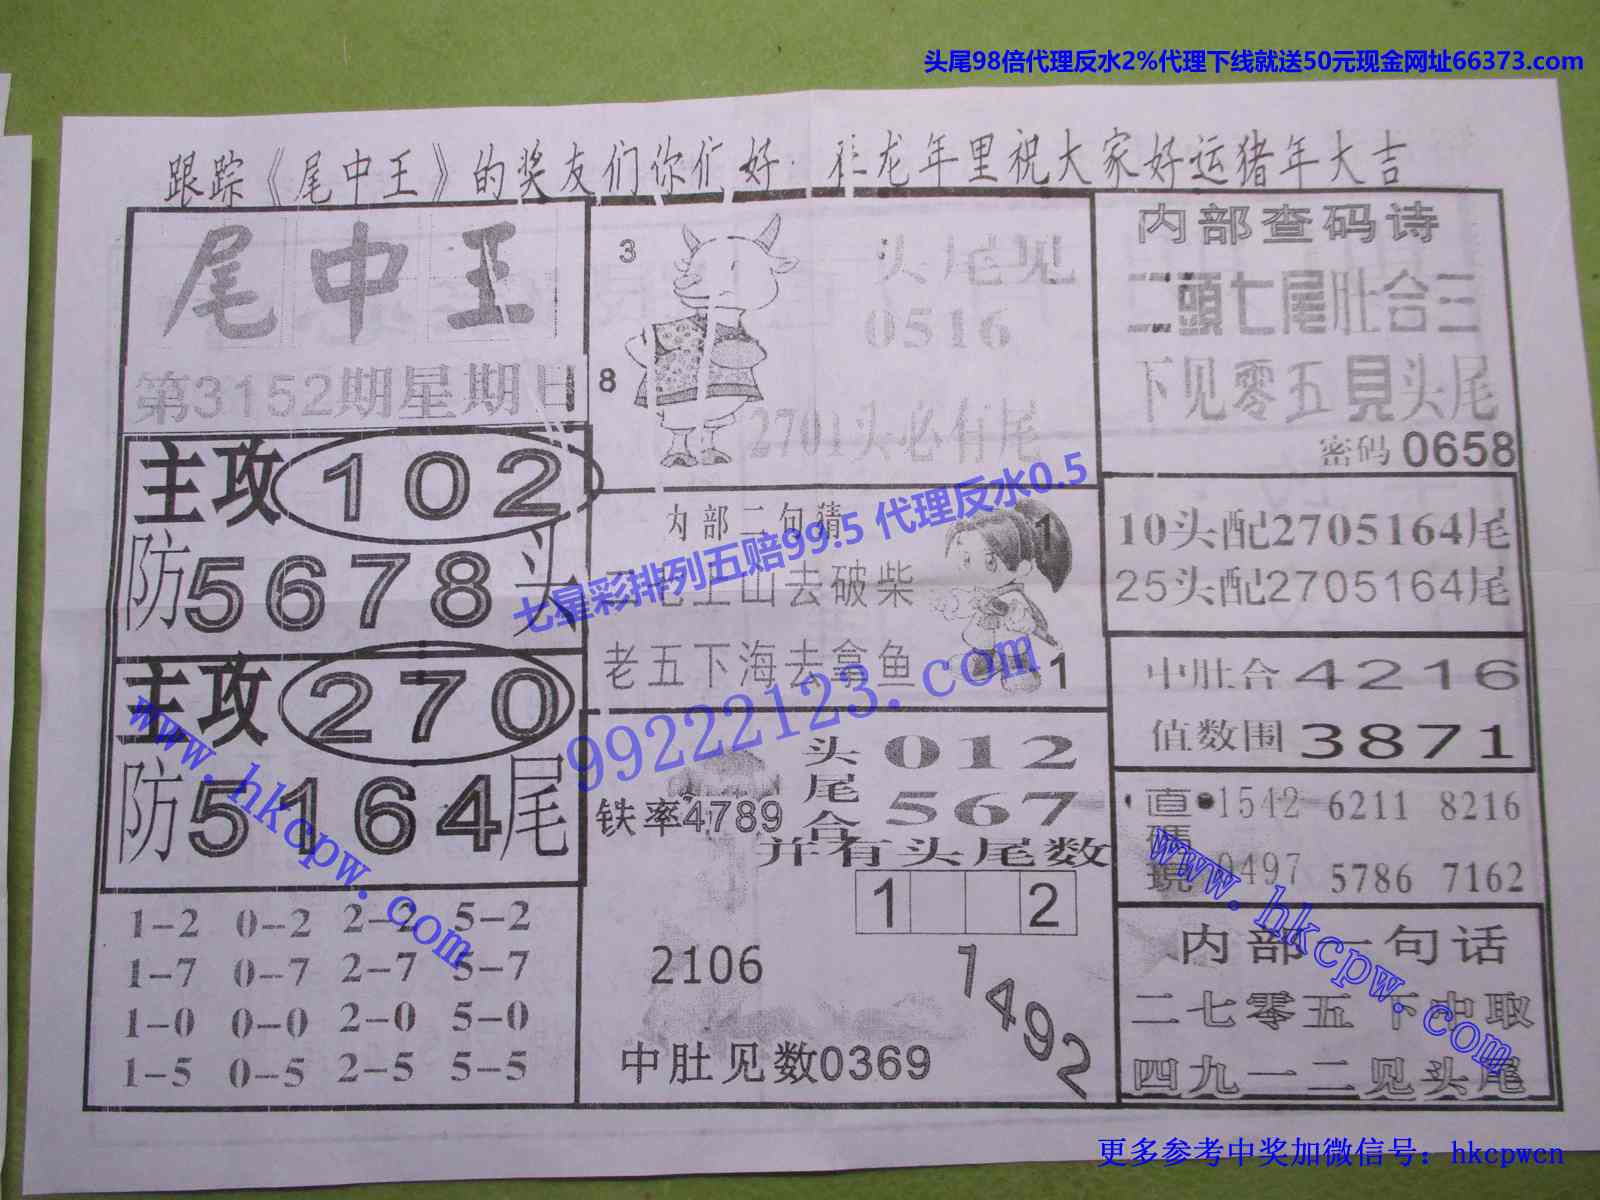 头尾98倍代理反水2%代理下线就送50元现金网址66373.com
跟踪《尾中王》的奖友们你们好 龙年里祝大家好运猪年大吉
尾中王
第3152期星期日
主攻102
防5678头
主攻270
防5164尾
1-2 0-2 2-2 5-2
1-7 0-7 2-7 5-7
1-0 0-0 2-0 5-0
1-5 0-5 2-5 5-5
3
8
头尾见
0516
2701头必有尾
内部二句猜
老上山去破柴
老五下海去拿鱼
1
1
七星彩排列五赔99.5 代理反水0.5
99222123.com
头尾合
012
567
铁率4789
并有头尾数
1 2
2106
1492
中肚见数0369
内部查码诗
二頭七尾肚合三
下见零五見头尾
密码0658
10头配2705164尾
25头配2705164尾
中肚合4216
值数围3871
直碼
1542 6211 8216
0497 5786 7162
内部一句话
二七零五下中取
四九一二见头尾
www.hkcpw.com
www.hkcpw.com
更多参考中奖加微信号：hkcpwcn